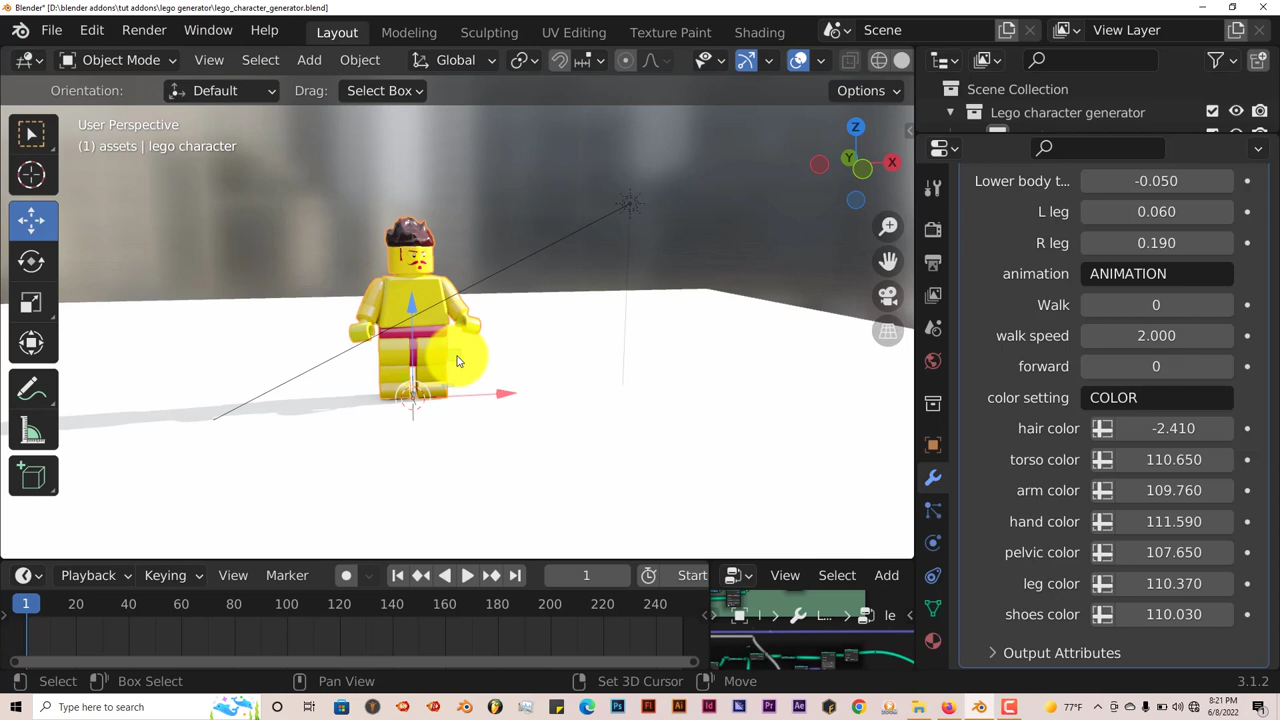 Blender* [D:\blender addons\tut addons\lego generator\lego_character_generator.blend]
File Edit Render Window Help Layout Modeling Sculpting UV Editing Texture Paint Shading Scene View Layer
Object Mode View Select Add Object Global
Orientation: Default Drag: Select Box Options
Scene Collection
Lego character generator
User Perspective
(1) assets | lego character
Z
Y
X
Lower body t... -0.050
L leg 0.060
R leg 0.190
animation ANIMATION
Walk 0
walk speed 2.000
forward 0
color setting COLOR
hair color -2.410
torso color 110.650
arm color 109.760
hand color 111.590
pelvic color 107.650
leg color 110.370
shoes color 110.030
Output Attributes
Playback Keying View Marker 1 Start View Select Add
1 20 40 60 80 100 120 140 160 180 200 220 240
L... le
Select Box Select Pan View Set 3D Cursor Move 3.1.2
Type here to search
Ps Fl Ai Id Pr Ae
77°F
8:21 PM
6/8/2022